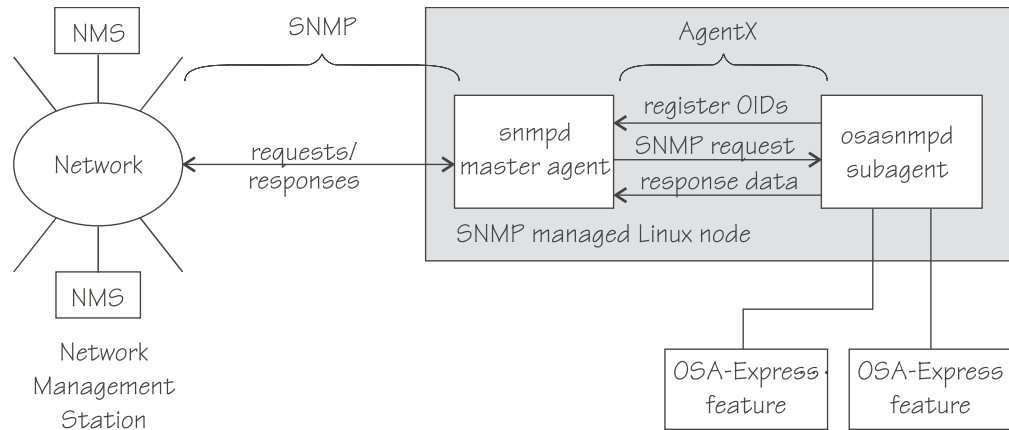 NMS
SNMP
AgentX
Network
requests/
responses
snmpd
master agent
register OIDs
SNMP request
response data
osasnmpd
subagent
SNMP managed Linux node
NMS
Network
Management
Station
OSA-Express
feature
OSA-Express
feature